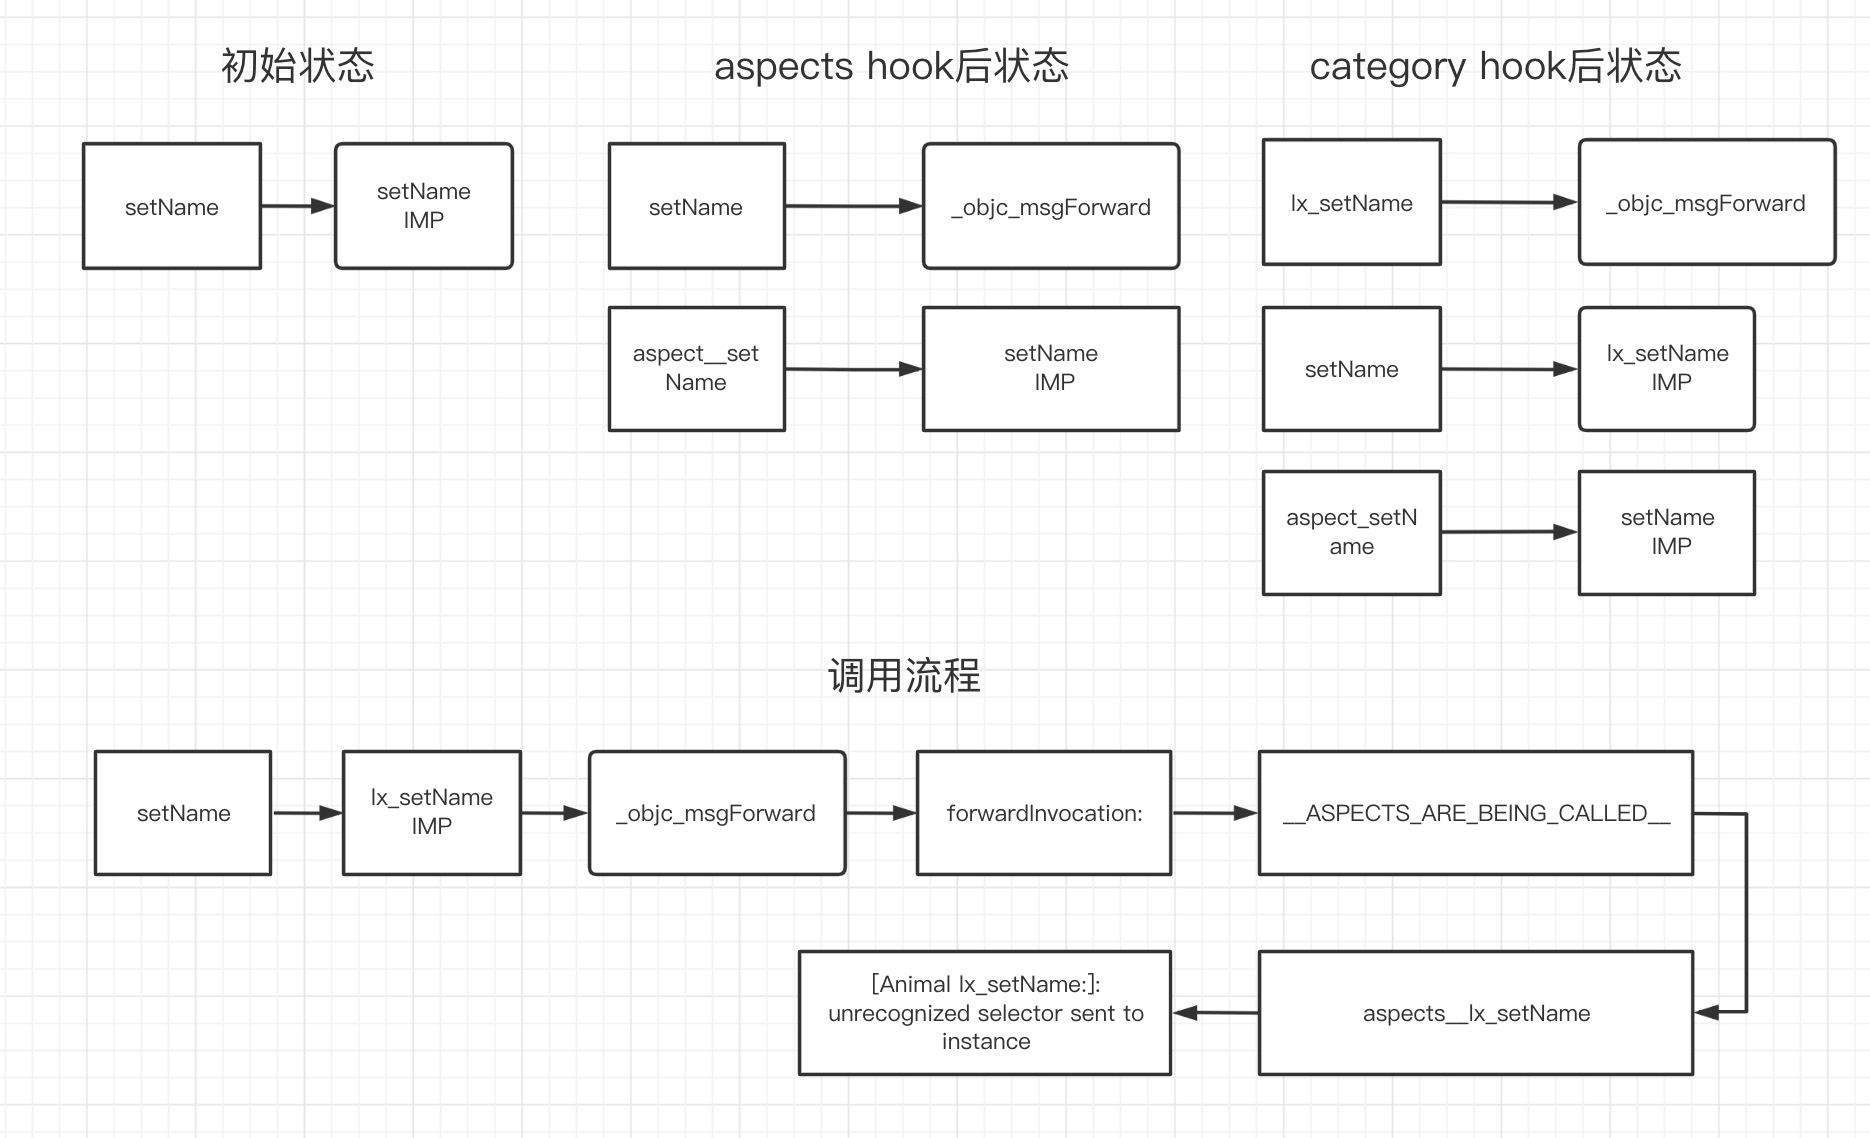 初始状态
aspects hook后状态
category hook后状态
setName
setName
IMP
setName
_objc_msgForward
lx_setName
_objc_msgForward
aspect__set
Name
setName
IMP
setName
lx_setName
IMP
aspect_setN
ame
setName
IMP
调用流程
setName
lx_setName
IMP
_objc_msgForward
forwardInvocation:
__ASPECTS_ARE_BEING_CALLED__
[Animal lx_setName:]:
unrecognized selector sent to
instance
aspects__lx_setName